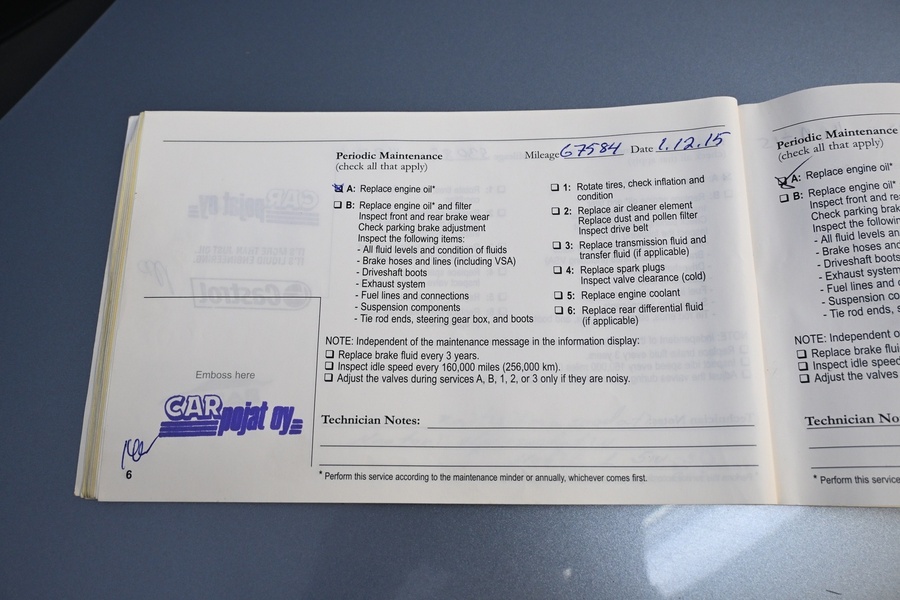 Periodic Maintenance
(check all that apply)
Mileage 67584 Date 1.12.15
A: Replace engine oil*
B: Replace engine oil* and filter
Inspect front and rear brake wear
Check parking brake adjustment
Inspect the following items:
- All fluid levels and condition of fluids
- Brake hoses and lines (including VSA)
- Driveshaft boots
- Exhaust system
- Fuel lines and connections
- Suspension components
- Tie rod ends, steering gear box, and boots
1: Rotate tires, check inflation and
condition
2: Replace air cleaner element
Replace dust and pollen filter
Inspect drive belt
3: Replace transmission fluid and
transfer fluid (if applicable)
4: Replace spark plugs
Inspect valve clearance (cold)
5: Replace engine coolant
6: Replace rear differential fluid
(if applicable)
NOTE: Independent of the maintenance message in the information display:
Replace brake fluid every 3 years.
Inspect idle speed every 160,000 miles (256,000 km).
Adjust the valves during services A, B, 1, 2, or 3 only if they are noisy.
Emboss here
CAR
pojat oy
Technician Notes:
* Perform this service according to the maintenance minder or annually, whichever comes first.
6
Periodic Maintenance
(check all that apply)
A: Replace engine oil*
B: Replace engine oil*
Inspect front and
Check parking
Inspect the
- All fluid levels
- Brake hoses and
- Driveshaft boots
- Exhaust system
- Fuel lines and
- Suspension
- Tie rod ends,
NOTE: Independent
Replace brake
Inspect idle speed
Adjust the valves
Technician
* Perform this service